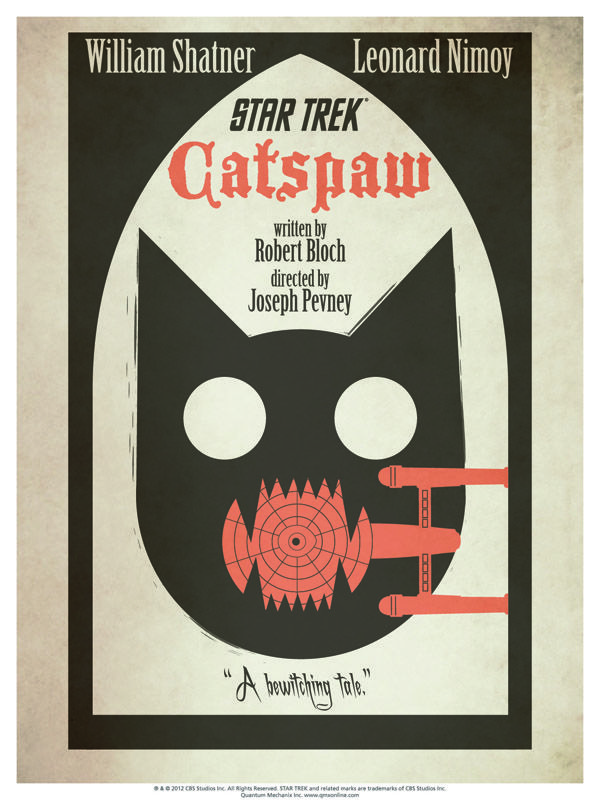 William Shatner Leonard Nimoy
STAR TREK®
Catspaw
written by
Robert Bloch
directed by
Joseph Pevney
“A bewitching tale.”
® & © 2012 CBS Studios Inc. All Rights Reserved. STAR TREK and related marks are trademarks of CBS Studios Inc.
Quantum Mechanix Inc. www.qmxonline.com